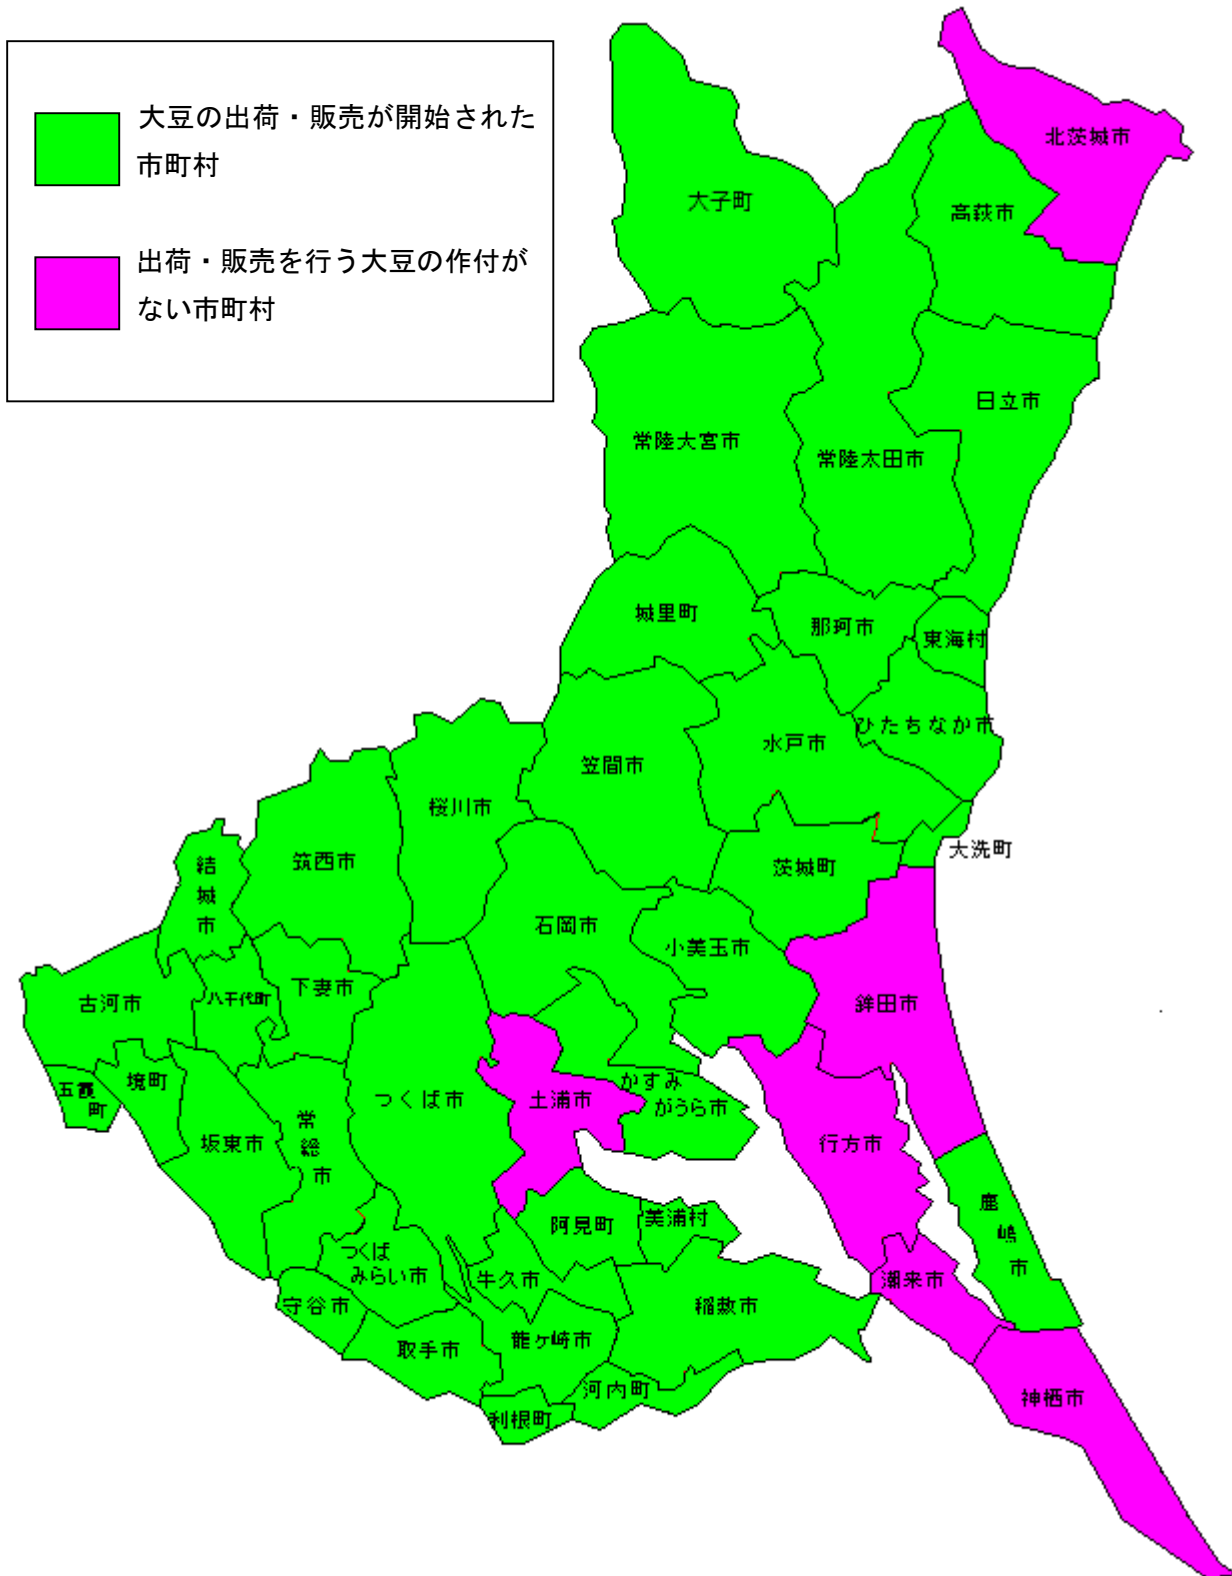 大豆の出荷・販売が開始された
市町村
出荷・販売を行う大豆の作付が
ない市町村
北茨城市
大子町
高萩市
日立市
常陸大宮市
常陸太田市
城里町
那珂市
東海村
ひたちなか市
水戸市
笠間市
桜川市
筑西市
結城市
茨城町
大洗町
石岡市
小美玉市
古河市
八千代町
下妻市
鉾田市
五霞町
境町
坂東市
常総市
つくば市
土浦市
かすみ
がうら市
行方市
鹿嶋市
阿見町
美浦村
つくば
みらい市
牛久市
潮来市
守谷市
稲敷市
取手市
龍ヶ崎市
河内町
利根町
神栖市